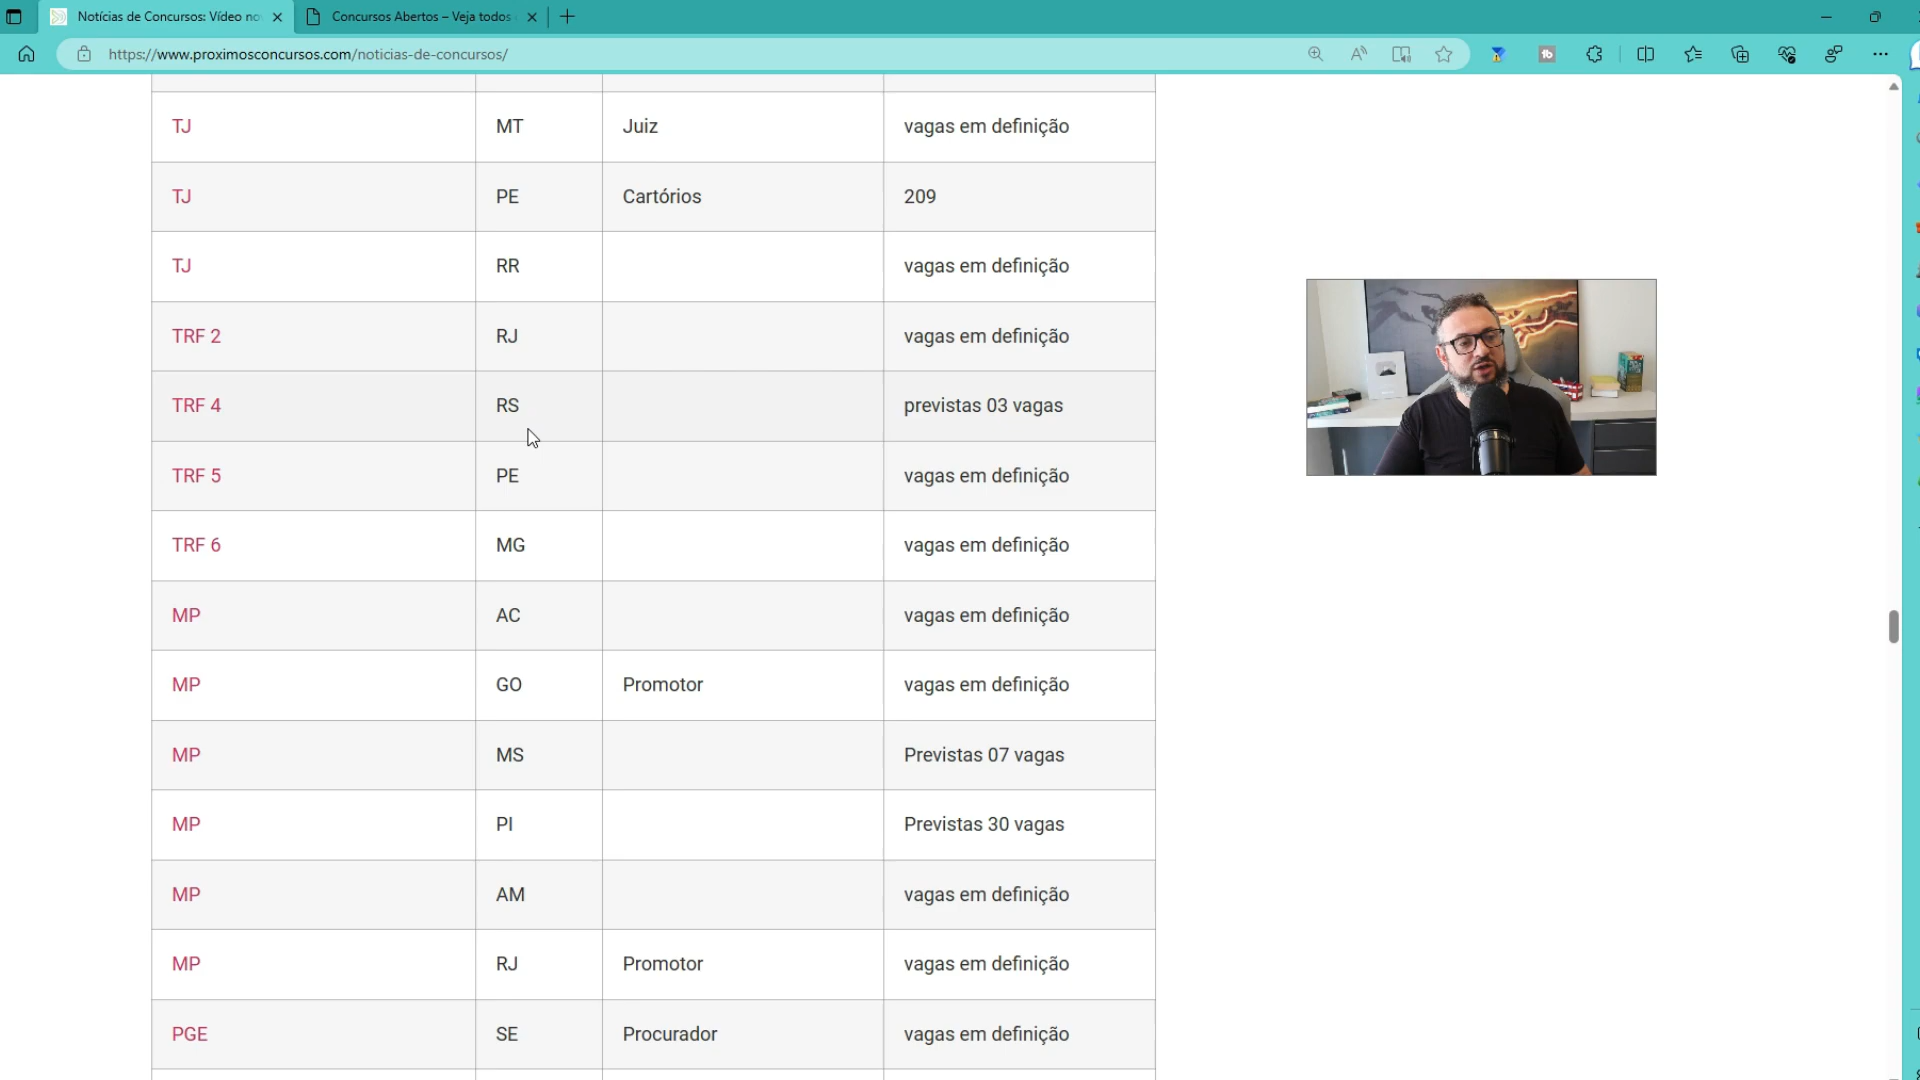 Notícias de Concursos: Vídeo no
Concursos Abertos – Veja todos
https://www.proximosconcursos.com/noticias-de-concursos/
TJ MT Juiz vagas em definição
TJ PE Cartórios 209
TJ RR vagas em definição
TRF 2 RJ vagas em definição
TRF 4 RS previstas 03 vagas
TRF 5 PE vagas em definição
TRF 6 MG vagas em definição
MP AC vagas em definição
MP GO Promotor vagas em definição
MP MS Previstas 07 vagas
MP PI Previstas 30 vagas
MP AM vagas em definição
MP RJ Promotor vagas em definição
PGE SE Procurador vagas em definição